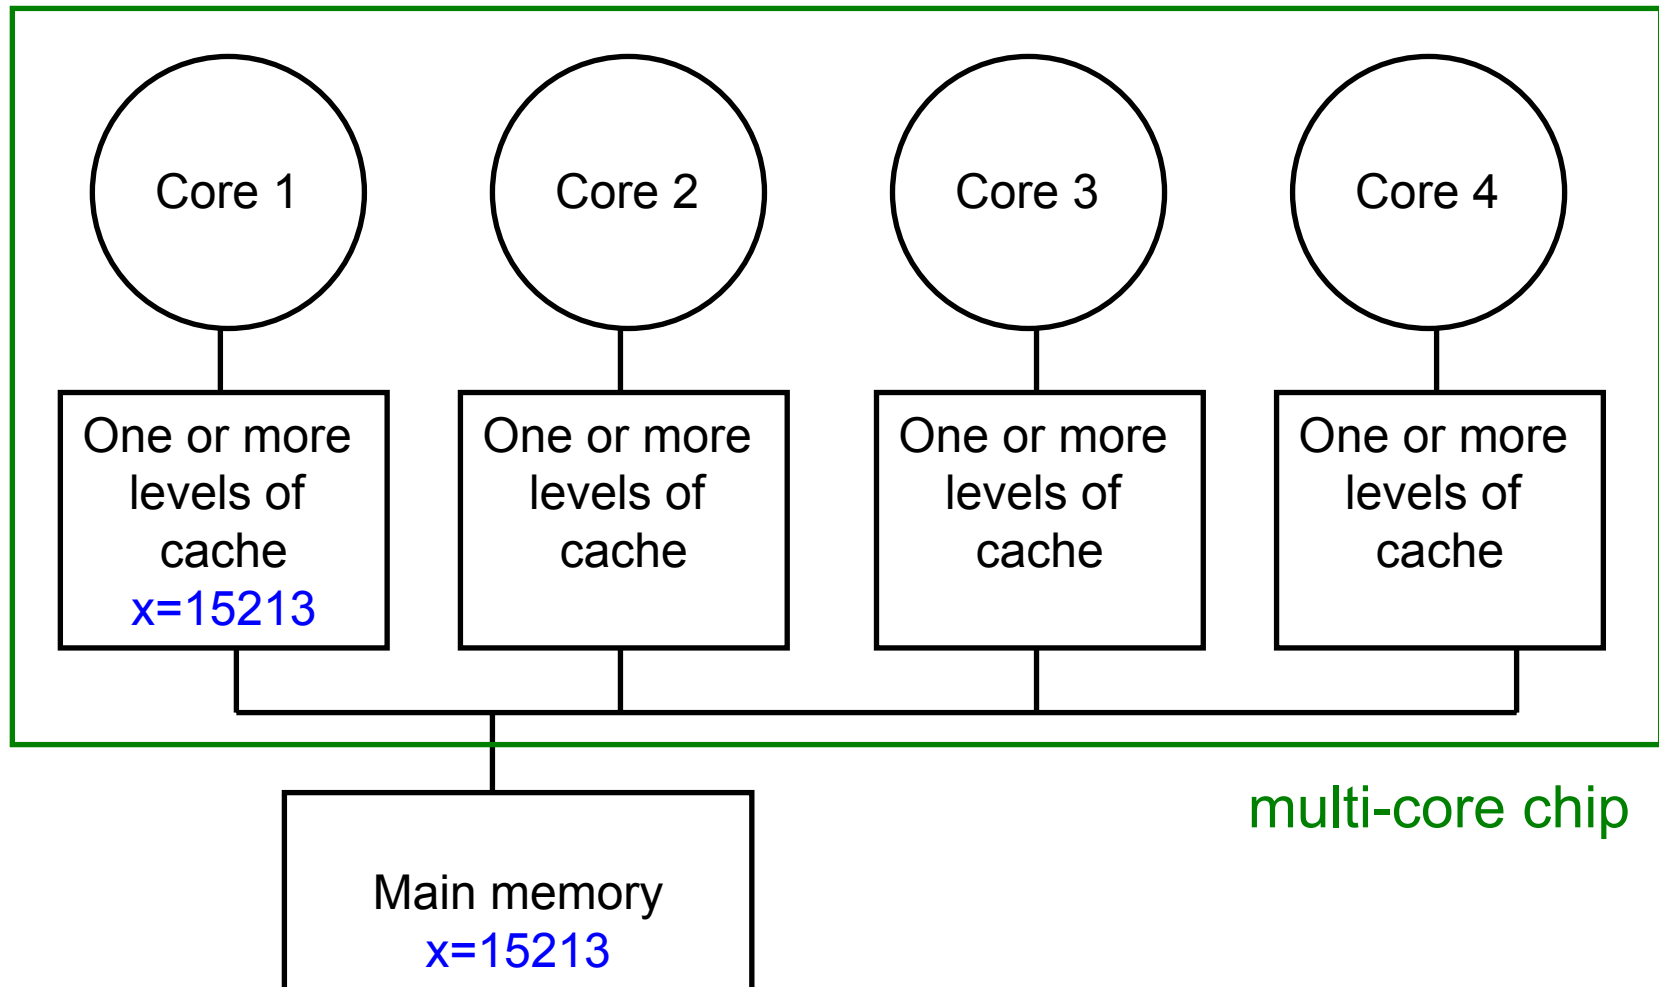 Core 1
Core 2
Core 3
Core 4
One or more
levels of
cache
x=15213
One or more
levels of
cache
One or more
levels of
cache
One or more
levels of
cache
multi-core chip
Main memory
x=15213